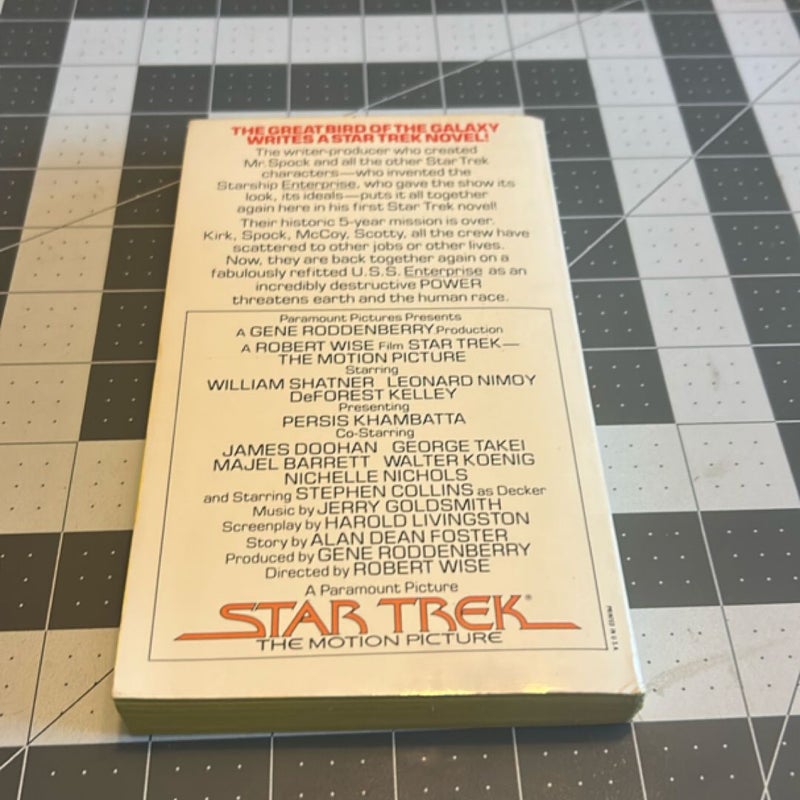 THE GREAT BIRD OF THE GALAXY
WRITES A STAR TREK NOVEL!
The writer-producer who created
Mr. Spock and all the other Star Trek
characters—who invented the
Starship Enterprise, who gave the show its
look, its ideals—puts it all together
again here in his first Star Trek novel!
Their historic 5-year mission is over.
Kirk, Spock, McCoy, Scotty, all the crew have
scattered to other jobs or other lives.
Now, they are back together again on a
fabulously refitted U.S.S. Enterprise as an
incredibly destructive POWER
threatens earth and the human race.
Paramount Pictures Presents
A GENE RODDENBERRY Production
A ROBERT WISE Film STAR TREK—
THE MOTION PICTURE
Starring
WILLIAM SHATNER LEONARD NIMOY
DeFOREST KELLEY
Presenting
PERSIS KHAMBATTA
Co-Starring
JAMES DOOHAN GEORGE TAKEI
MAJEL BARRETT WALTER KOENIG
NICHELLE NICHOLS
and Starring STEPHEN COLLINS as Decker
Music by JERRY GOLDSMITH
Screenplay by HAROLD LIVINGSTON
Story by ALAN DEAN FOSTER
Produced by GENE RODDENBERRY
Directed by ROBERT WISE
A Paramount Picture
STAR TREK®
THE MOTION PICTURE
PRINTED IN U.S.A.